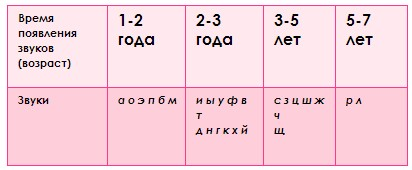 Время
появления
звуков
(возраст)
1-2
года
2-3
года
3-5
лет
5-7
лет
Звуки
а о э п б м
и ы у ф в
т
д н г к х й
с з ц ш ж
ч
щ
р л